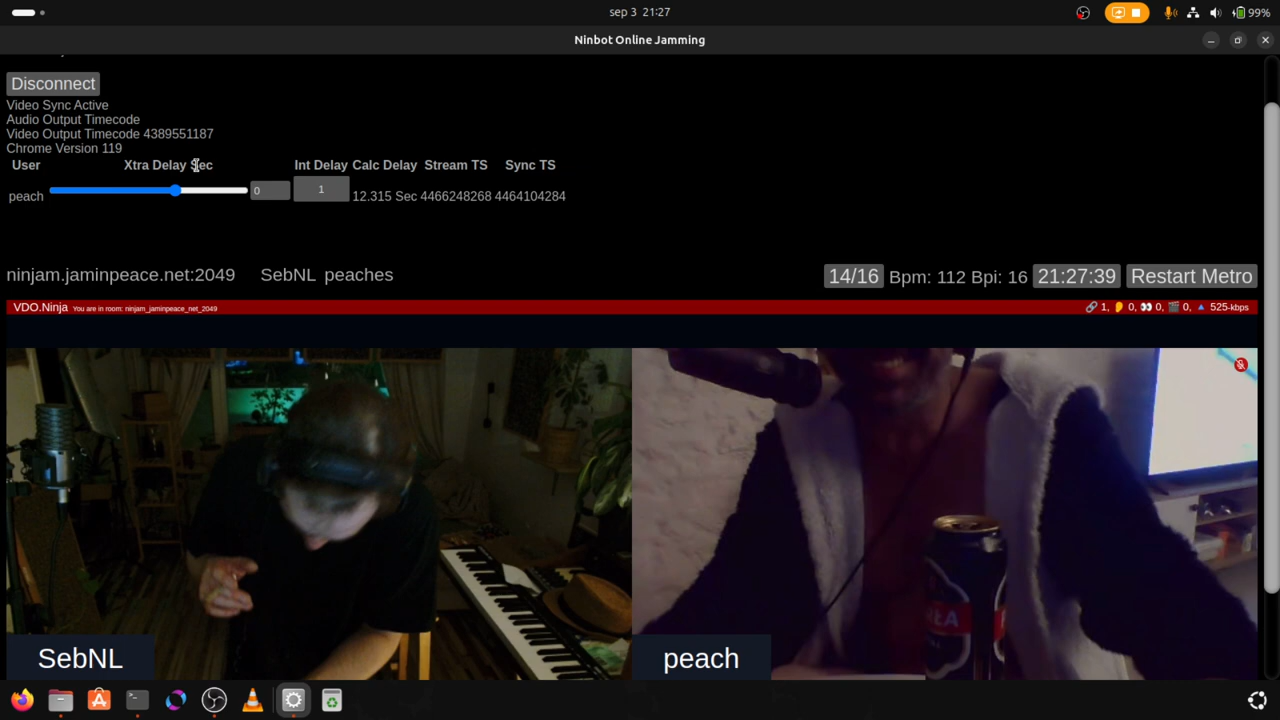 sep 3 21:27
99%
Ninbot Online Jamming
Disconnect
Video Sync Active
Audio Output Timecode
Video Output Timecode 4389551187
Chrome Version 119
User Xtra Delay Sec Int Delay Calc Delay Stream TS Sync TS
peach 0 1 12.315 Sec 4466248268 4464104284
ninjam.jaminpeace.net:2049 SebNL peaches 14/16 Bpm: 112 Bpi: 16 21:27:39 Restart Metro
VDO.Ninja You are in room: ninjam_jaminpeace_net_2049 1, 0, 0, 0, 525-kbps
SebNL
peach